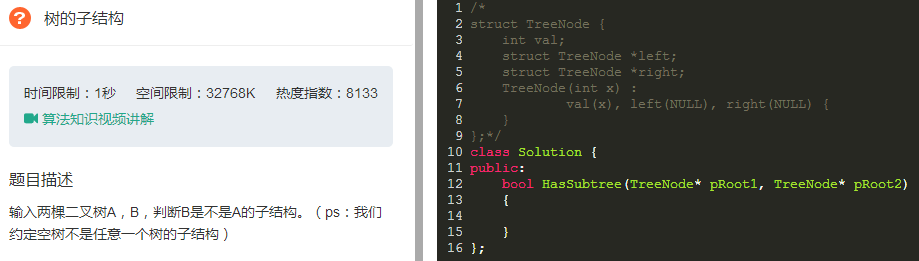 树的子结构
时间限制：1秒 空间限制：32768K 热度指数：8133
算法知识视频讲解
题目描述
输入两棵二叉树A，B，判断B是不是A的子结构。（ps：我们
约定空树不是任意一个树的子结构）
1 /*
2 struct TreeNode {
3     int val;
4     struct TreeNode *left;
5     struct TreeNode *right;
6     TreeNode(int x) :
7             val(x), left(NULL), right(NULL) {
8     }
9 };*/
10 class Solution {
11 public:
12     bool HasSubtree(TreeNode* pRoot1, TreeNode* pRoot2)
13     {
14
15     }
16 };